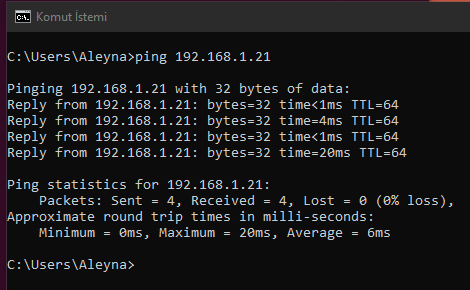 Komut İstemi
C:\Users\Aleyna>ping 192.168.1.21
Pinging 192.168.1.21 with 32 bytes of data:
Reply from 192.168.1.21: bytes=32 time<1ms TTL=64
Reply from 192.168.1.21: bytes=32 time=4ms TTL=64
Reply from 192.168.1.21: bytes=32 time<1ms TTL=64
Reply from 192.168.1.21: bytes=32 time=20ms TTL=64
Ping statistics for 192.168.1.21:
    Packets: Sent = 4, Received = 4, Lost = 0 (0% loss),
Approximate round trip times in milli-seconds:
    Minimum = 0ms, Maximum = 20ms, Average = 6ms
C:\Users\Aleyna>